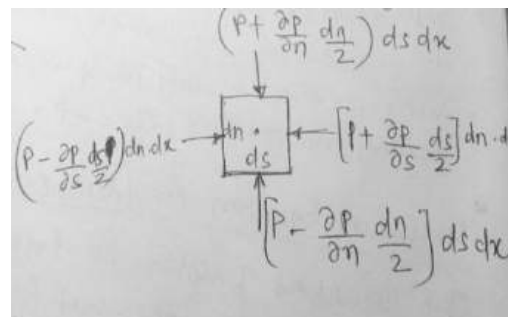 (P + ∂P/∂n dn/2) ds dx
(P − ∂P/∂s ds/2) dn dx
dn
ds
[P + ∂P/∂s ds/2] dn · d
[P − ∂P/∂n dn/2] ds dx